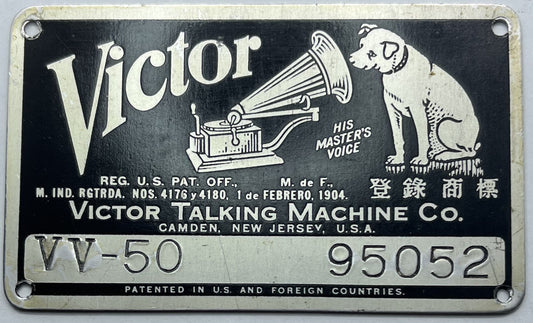 Victor
HIS
MASTER'S
VOICE
REG. U.S. PAT. OFF., M. de F.,
M. IND. RGTRDA. NOS. 4176 y 4180, 1 de FEBRERO, 1904. 登錄商標
VICTOR TALKING MACHINE CO.
CAMDEN, NEW JERSEY, U.S.A.
VV-50 95052
PATENTED IN U.S. AND FOREIGN COUNTRIES.